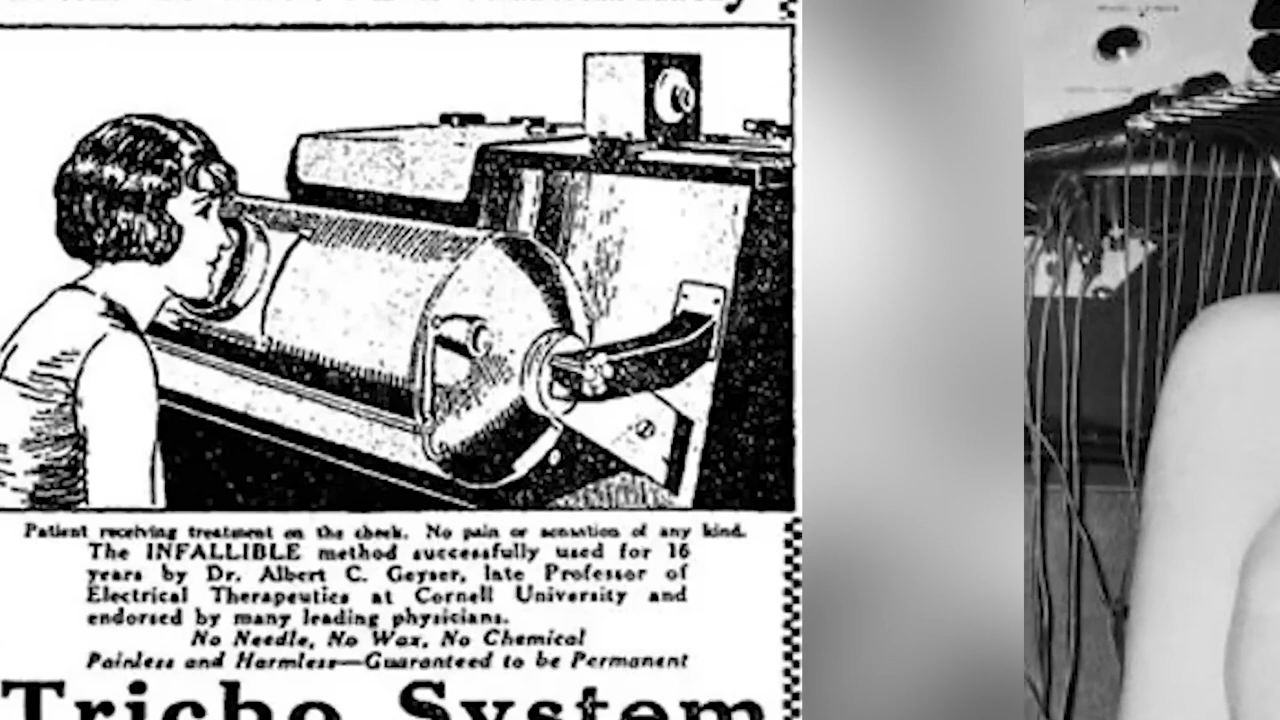 Patient receiving treatment on the cheek. No pain or sensation of any kind.
The INFALLIBLE method successfully used for 16
years by Dr. Albert C. Geyser, late Professor of
Electrical Therapeutics at Cornell University and
endorsed by many leading physicians.
No Needle, No Wax, No Chemical
Painless and Harmless—Guaranteed to be Permanent
Tricho System